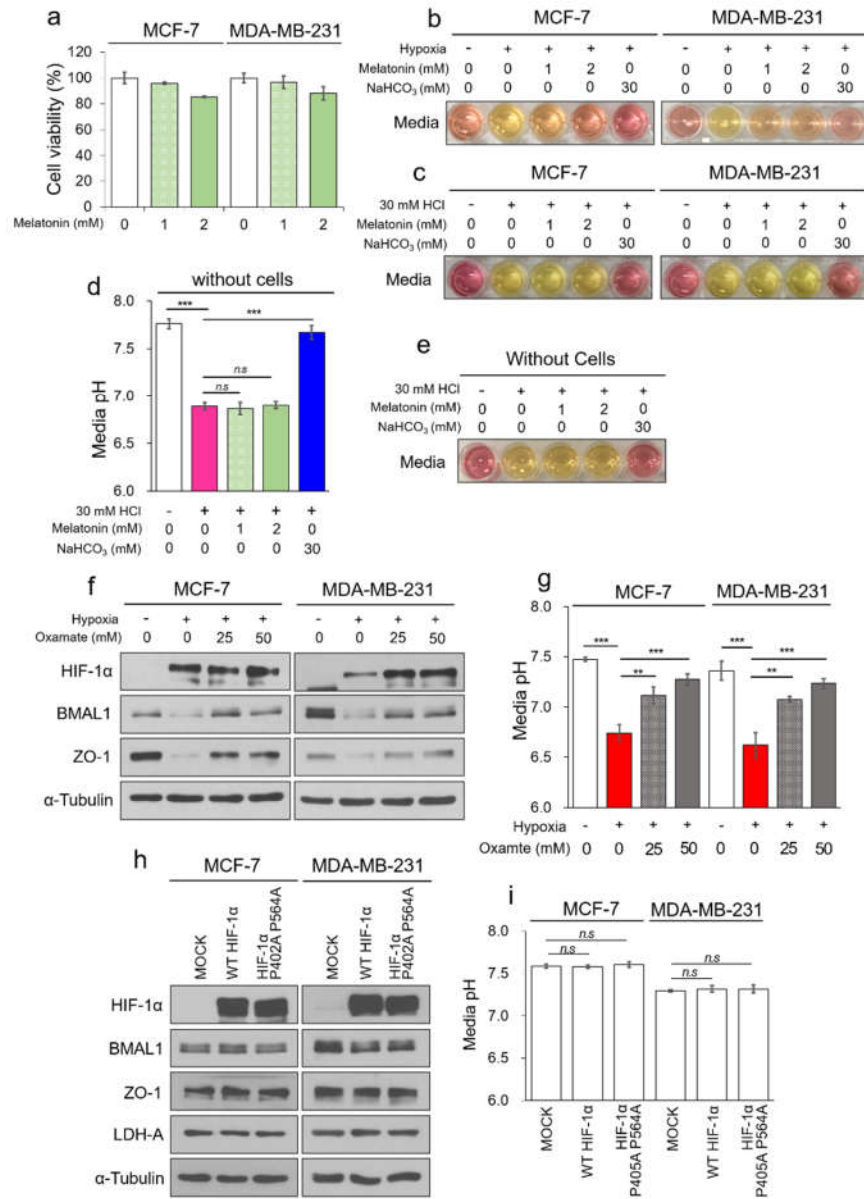 a
MCF-7 MDA-MB-231
Cell viability (%)
120
100
80
60
40
20
0
Melatonin (mM) 0 1 2 0 1 2
b
MCF-7 MDA-MB-231
Hypoxia - + + + + - + + + +
Melatonin (mM) 0 0 1 2 0 0 0 1 2 0
NaHCO₃ (mM) 0 0 0 0 30 0 0 0 0 30
Media
c
MCF-7 MDA-MB-231
30 mM HCl - + + + + - + + + +
Melatonin (mM) 0 0 1 2 0 0 0 1 2 0
NaHCO₃ (mM) 0 0 0 0 30 0 0 0 0 30
Media
d
without cells
Media pH
8.0
7.5
7.0
6.5
6.0
*** ***
n.s
n.s
30 mM HCl - + + + +
Melatonin (mM) 0 0 1 2 0
NaHCO₃ (mM) 0 0 0 0 30
e
Without Cells
30 mM HCl - + + + +
Melatonin (mM) 0 0 1 2 0
NaHCO₃ (mM) 0 0 0 0 30
Media
f
MCF-7 MDA-MB-231
Hypoxia - + + + - + + +
Oxamate (mM) 0 0 25 50 0 0 25 50
HIF-1α
BMAL1
ZO-1
α-Tubulin
g
MCF-7 MDA-MB-231
Media pH
8.0
7.5
7.0
6.5
6.0
*** *** *** ***
** **
Hypoxia - + + + - + + +
Oxamte (mM) 0 0 25 50 0 0 25 50
h
MCF-7 MDA-MB-231
MOCK
WT HIF-1α
HIF-1α
P402A P564A
MOCK
WT HIF-1α
HIF-1α
P402A P564A
HIF-1α
BMAL1
ZO-1
LDH-A
α-Tubulin
i
MCF-7 MDA-MB-231
Media pH
8.0
7.5
7.0
6.5
6.0
n.s
n.s
n.s
n.s
MOCK
WT HIF-1α
HIF-1α
P405A P564A
MOCK
WT HIF-1α
HIF-1α
P405A P564A